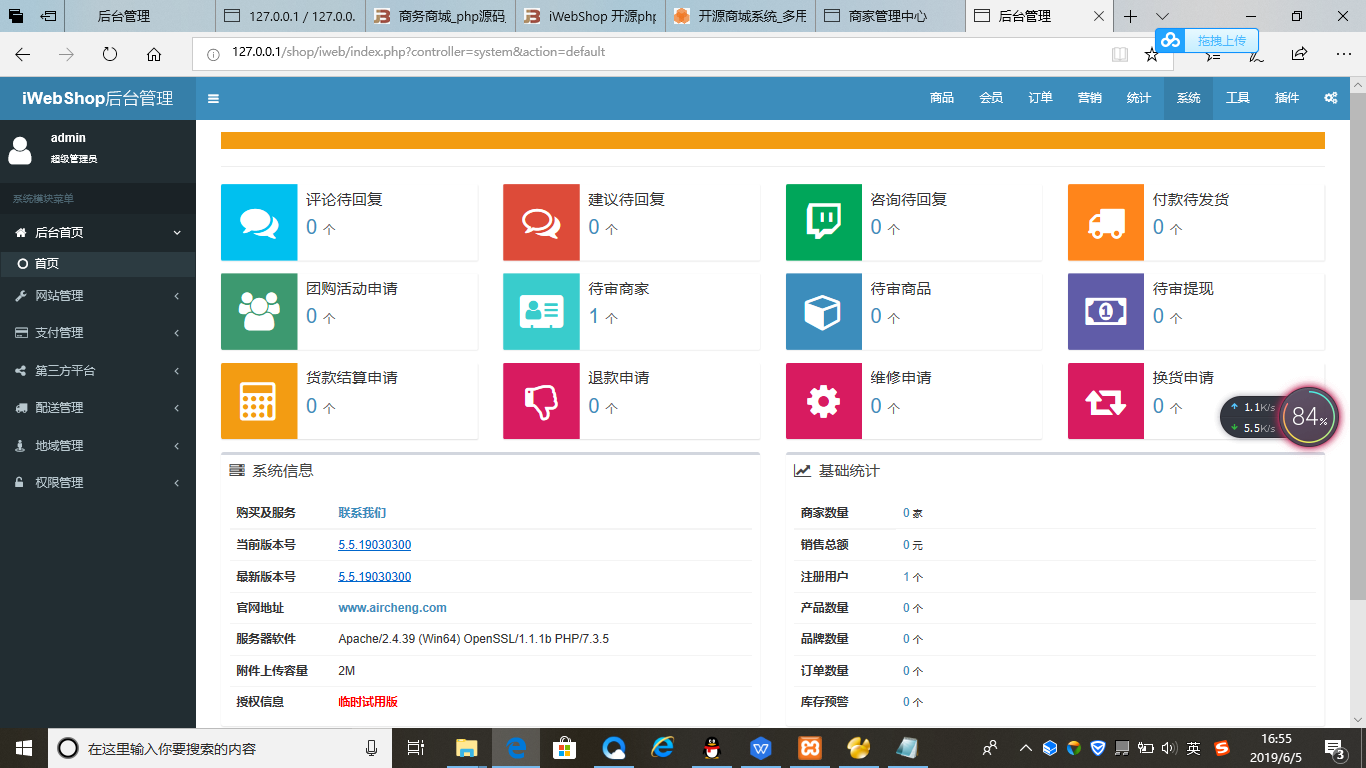 后台管理
127.0.0.1 / 127.0.0.
商务商城_php源码
iWebShop 开源php
开源商城系统_多用
商家管理中心
后台管理
127.0.0.1/shop/iweb/index.php?controller=system&action=default
拖拽上传
iWebShop后台管理
商品 会员 订单 营销 统计 系统 工具 插件
admin
超级管理员
系统模块菜单
后台首页
首页
网站管理
支付管理
第三方平台
配送管理
地域管理
权限管理
评论待回复
0 个
建议待回复
0 个
咨询待回复
0 个
付款待发货
0 个
团购活动申请
0 个
待审商家
1 个
待审商品
0 个
待审提现
0 个
货款结算申请
0 个
退款申请
0 个
维修申请
0 个
换货申请
0 个
1.1K/s
5.5K/s
84%
系统信息
购买及服务 联系我们
当前版本号 5.5.19030300
最新版本号 5.5.19030300
官网地址 www.aircheng.com
服务器软件 Apache/2.4.39 (Win64) OpenSSL/1.1.1b PHP/7.3.5
附件上传容量 2M
授权信息 临时试用版
基础统计
商家数量 0 家
销售总额 0 元
注册用户 1 个
产品数量 0 个
品牌数量 0 个
订单数量 0 个
库存预警 0 个
在这里输入你要搜索的内容
英
16:55
2019/6/5
3